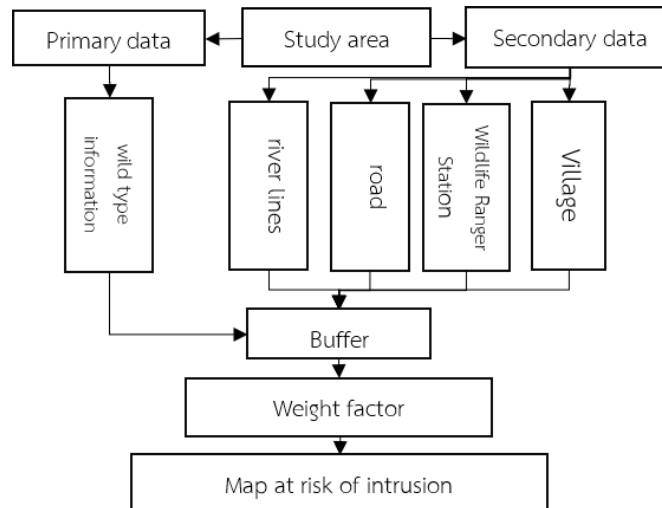 Primary data
Study area
Secondary data
wild type
information
river lines
road
Wildlife Ranger
Station
Village
Buffer
Weight factor
Map at risk of intrusion